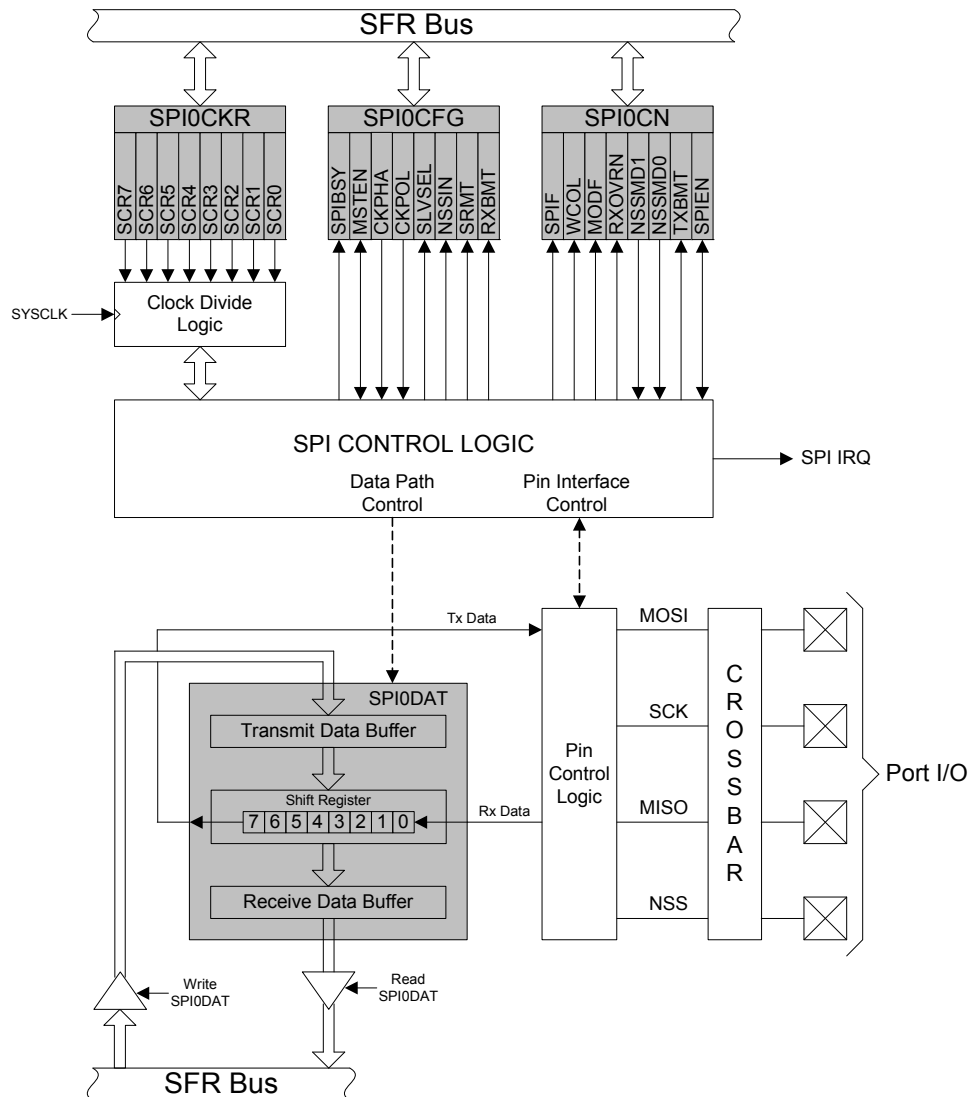 SFR Bus
SPI0CKR
SCR7
SCR6
SCR5
SCR4
SCR3
SCR2
SCR1
SCR0
SPI0CFG
SPIBSY
MSTEN
CKPHA
CKPOL
SLVSEL
NSSIN
SRMT
RXBMT
SPI0CN
SPIF
WCOL
MODF
RXOVRN
NSSMD1
NSSMD0
TXBMT
SPIEN
SYSCLK
Clock Divide
Logic
SPI CONTROL LOGIC
Data Path
Control
Pin Interface
Control
SPI IRQ
Tx Data
SPI0DAT
Transmit Data Buffer
Shift Register
7 6 5 4 3 2 1 0
Rx Data
Receive Data Buffer
Pin
Control
Logic
MOSI
SCK
MISO
NSS
CROSSBAR
Port I/O
Write
SPI0DAT
Read
SPI0DAT
SFR Bus